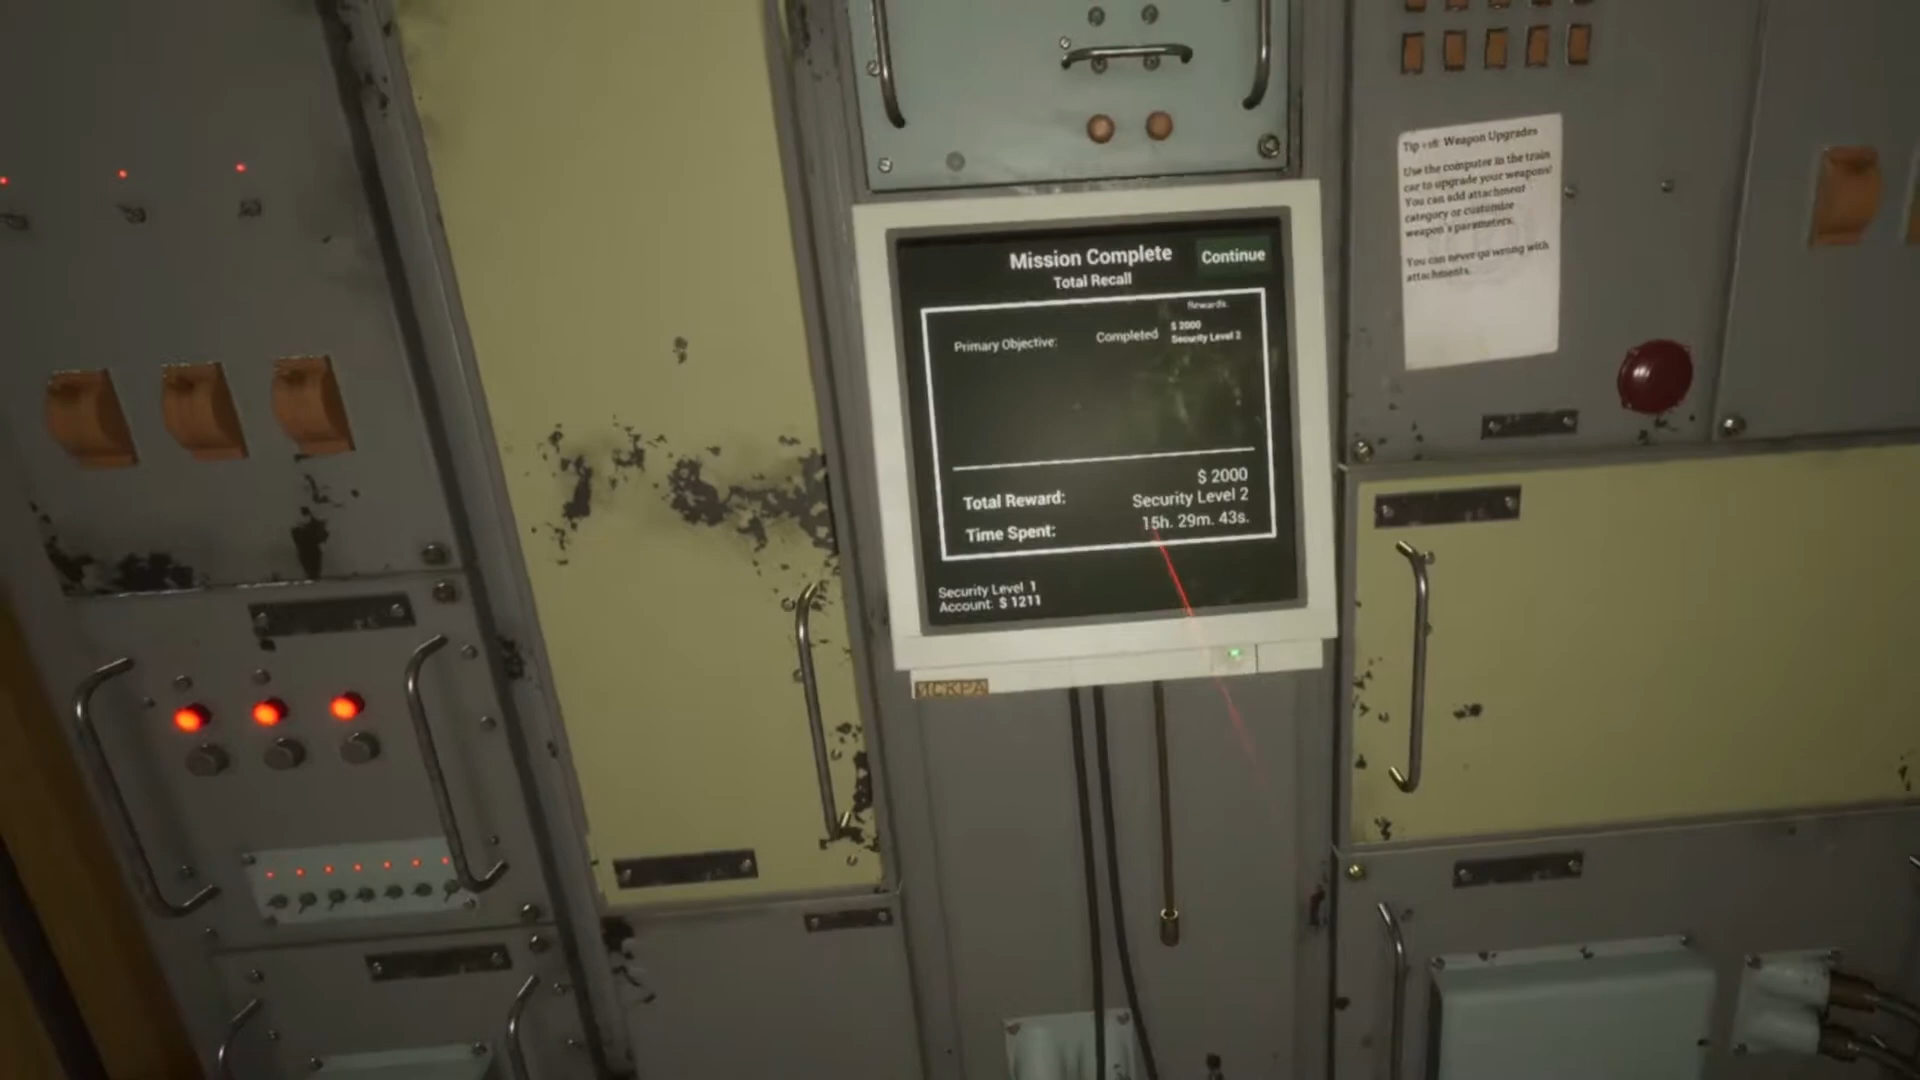 Mission Complete
Continue
Total Recall
Rewards
Primary Objective:
Completed
$ 2000
Security Level 2
$ 2000
Total Reward:
Security Level 2
Time Spent:
15h. 29m. 43s.
Security Level 1
Account: $ 1211
ИСКРА
Weapon Upgrades
Use the computer in the train
car to upgrade your weapons!
You can add attachment
category or customize
weapon's parameters.
You can never go wrong with
attachments.